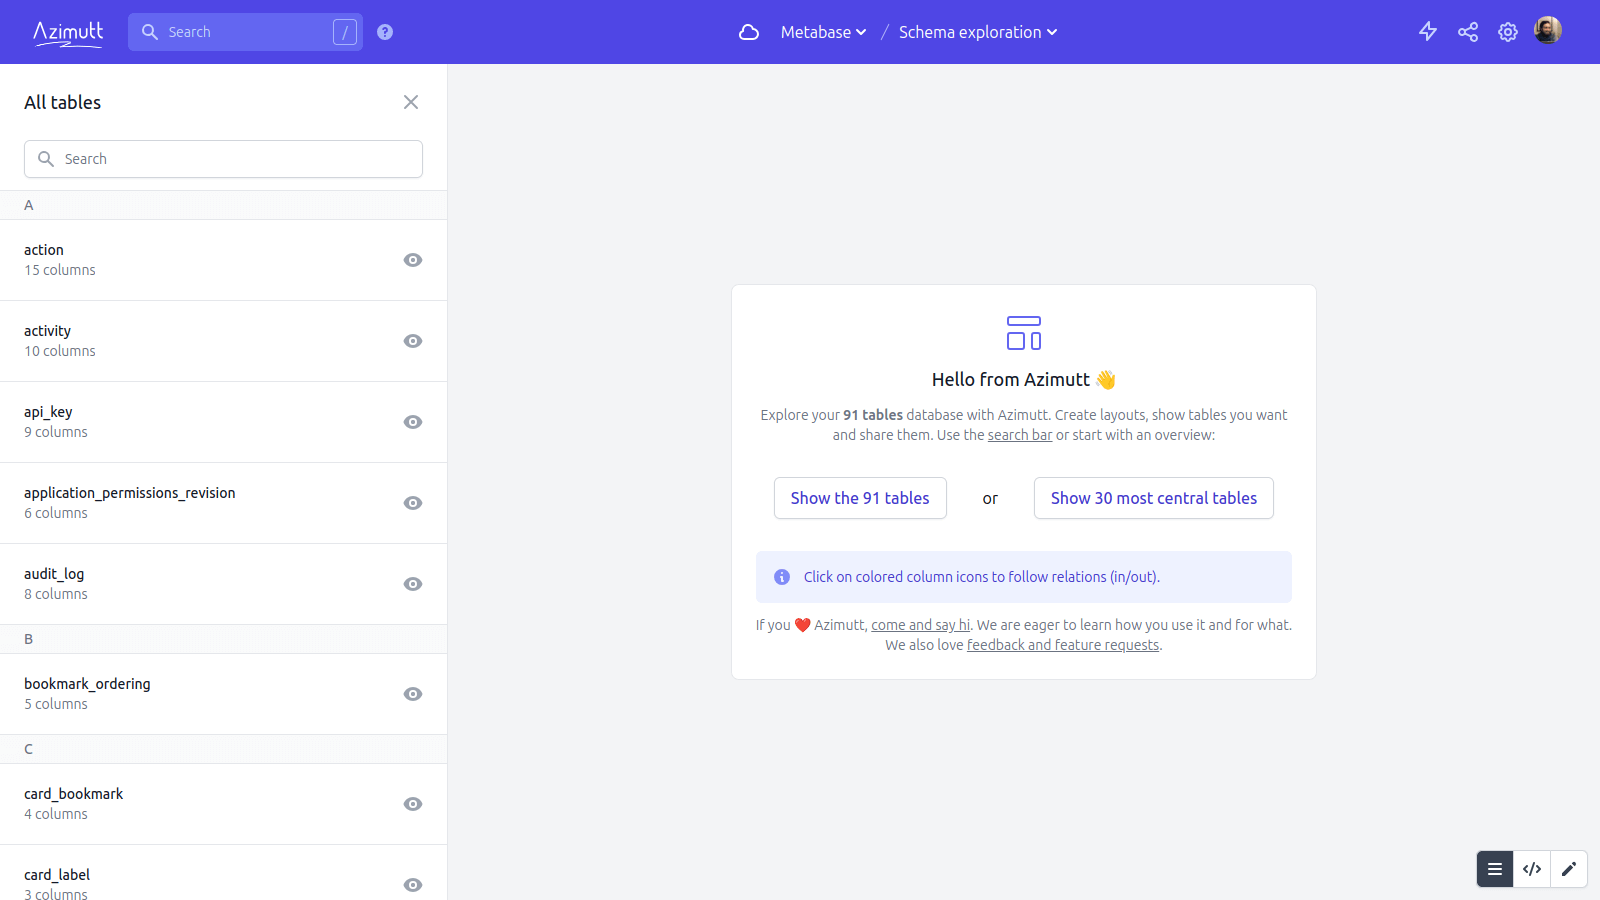 Azimutt
Search
/
?
Metabase / Schema exploration
All tables
Search
A
action
15 columns
activity
10 columns
api_key
9 columns
application_permissions_revision
6 columns
audit_log
8 columns
B
bookmark_ordering
5 columns
C
card_bookmark
4 columns
card_label
3 columns
Hello from Azimutt 👋
Explore your 91 tables database with Azimutt. Create layouts, show tables you want
and share them. Use the search bar or start with an overview:
Show the 91 tables or Show 30 most central tables
Click on colored column icons to follow relations (in/out).
If you ❤️ Azimutt, come and say hi. We are eager to learn how you use it and for what.
We also love feedback and feature requests.